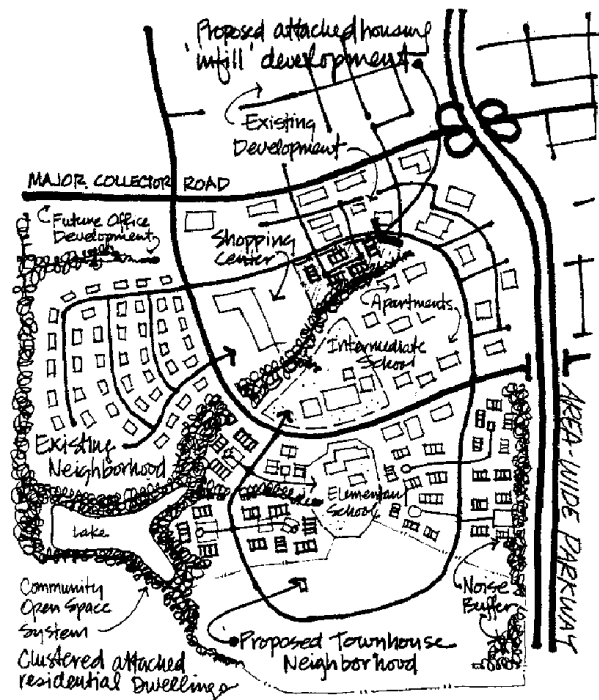 Proposed attached housing
'infill' development
Existing
Development
MAJOR COLLECTOR ROAD
Future Office
Development
Shopping
Center
Apartments
Intermediate
School
Existing
Neighborhood
Elementary
School
Lake
AREA-WIDE PARKWAY
Community
Open Space
System
Noise
Buffer
Proposed Townhouse
Neighborhood
Clustered attached
residential Dwellings